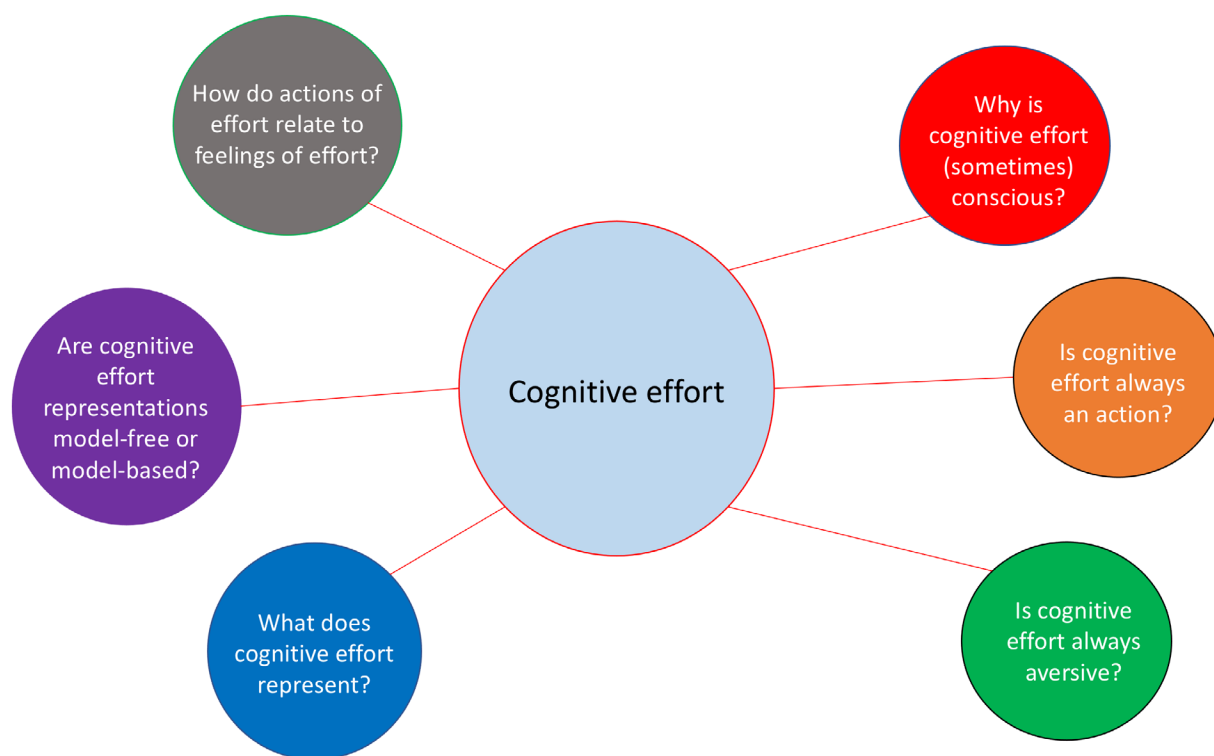 How do actions of
effort relate to
feelings of effort?
Why is
cognitive effort
(sometimes)
conscious?
Are cognitive
effort
representations
model-free or
model-based?
Cognitive effort
Is cognitive
effort always
an action?
What does
cognitive effort
represent?
Is cognitive
effort always
aversive?